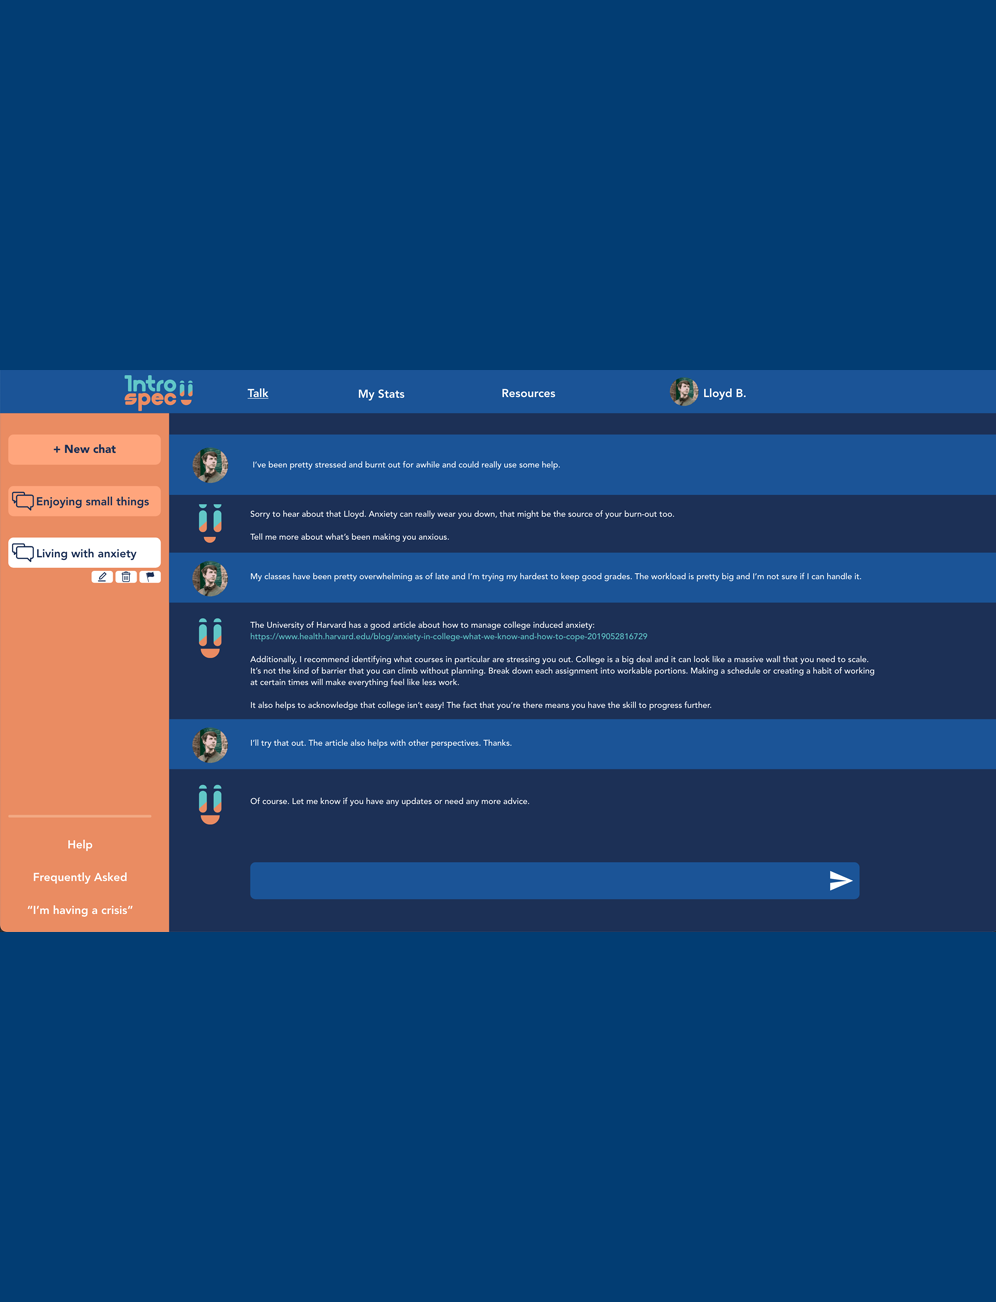 Intro
spec
Talk
My Stats
Resources
Lloyd B.
+ New chat
Enjoying small things
Living with anxiety
Help
Frequently Asked
“I’m having a crisis”
I’ve been pretty stressed and burnt out for awhile and could really use some help.
Sorry to hear about that Lloyd. Anxiety can really wear you down, that might be the source of your burn-out too.
Tell me more about what’s been making you anxious.
My classes have been pretty overwhelming as of late and I’m trying my hardest to keep good grades. The workload is pretty big and I’m not sure if I can handle it.
The University of Harvard has a good article about how to manage college induced anxiety:
https://www.health.harvard.edu/blog/anxiety-in-college-what-we-know-and-how-to-cope-2019052816729
Additionally, I recommend identifying what courses in particular are stressing you out. College is a big deal and it can look like a massive wall that you need to scale.
It’s not the kind of barrier that you can climb without planning. Break down each assignment into workable portions. Making a schedule or creating a habit of working
at certain times will make everything feel like less work.
It also helps to acknowledge that college isn’t easy! The fact that you’re there means you have the skill to progress further.
I’ll try that out. The article also helps with other perspectives. Thanks.
Of course. Let me know if you have any updates or need any more advice.